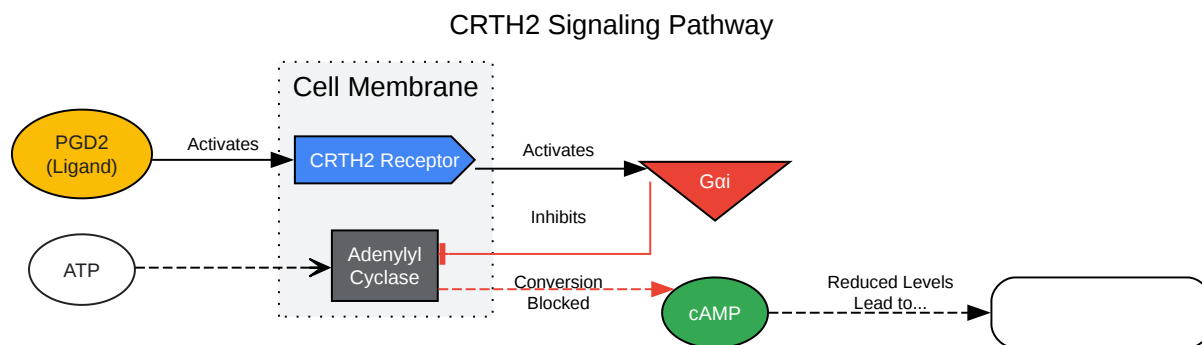 CRTH2 Signaling Pathway
Cell Membrane
PGD2
(Ligand)
Activates
CRTH2 Receptor
Activates
Gαi
Inhibits
ATP
Adenylyl
Cyclase
Conversion
Blocked
cAMP
Reduced Levels
Lead to...